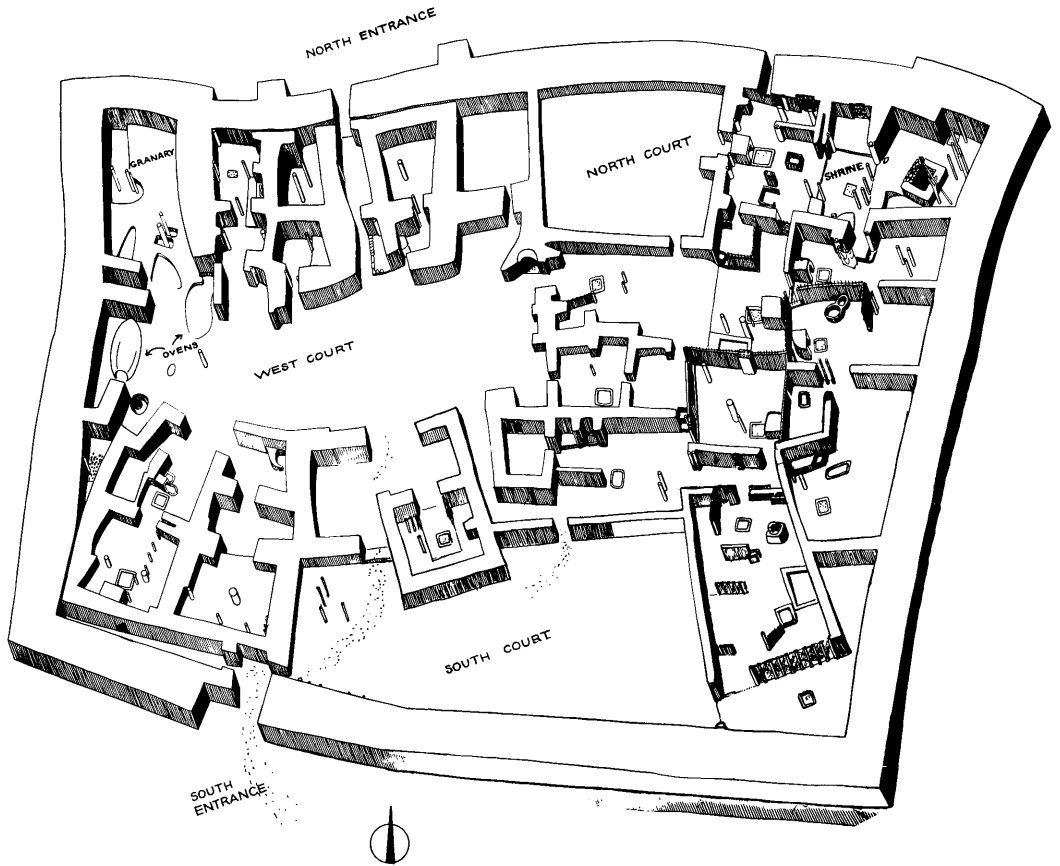 NORTH ENTRANCE
GRANARY
NORTH COURT
SHRINE
OVENS
WEST COURT
SOUTH COURT
SOUTH
ENTRANCE